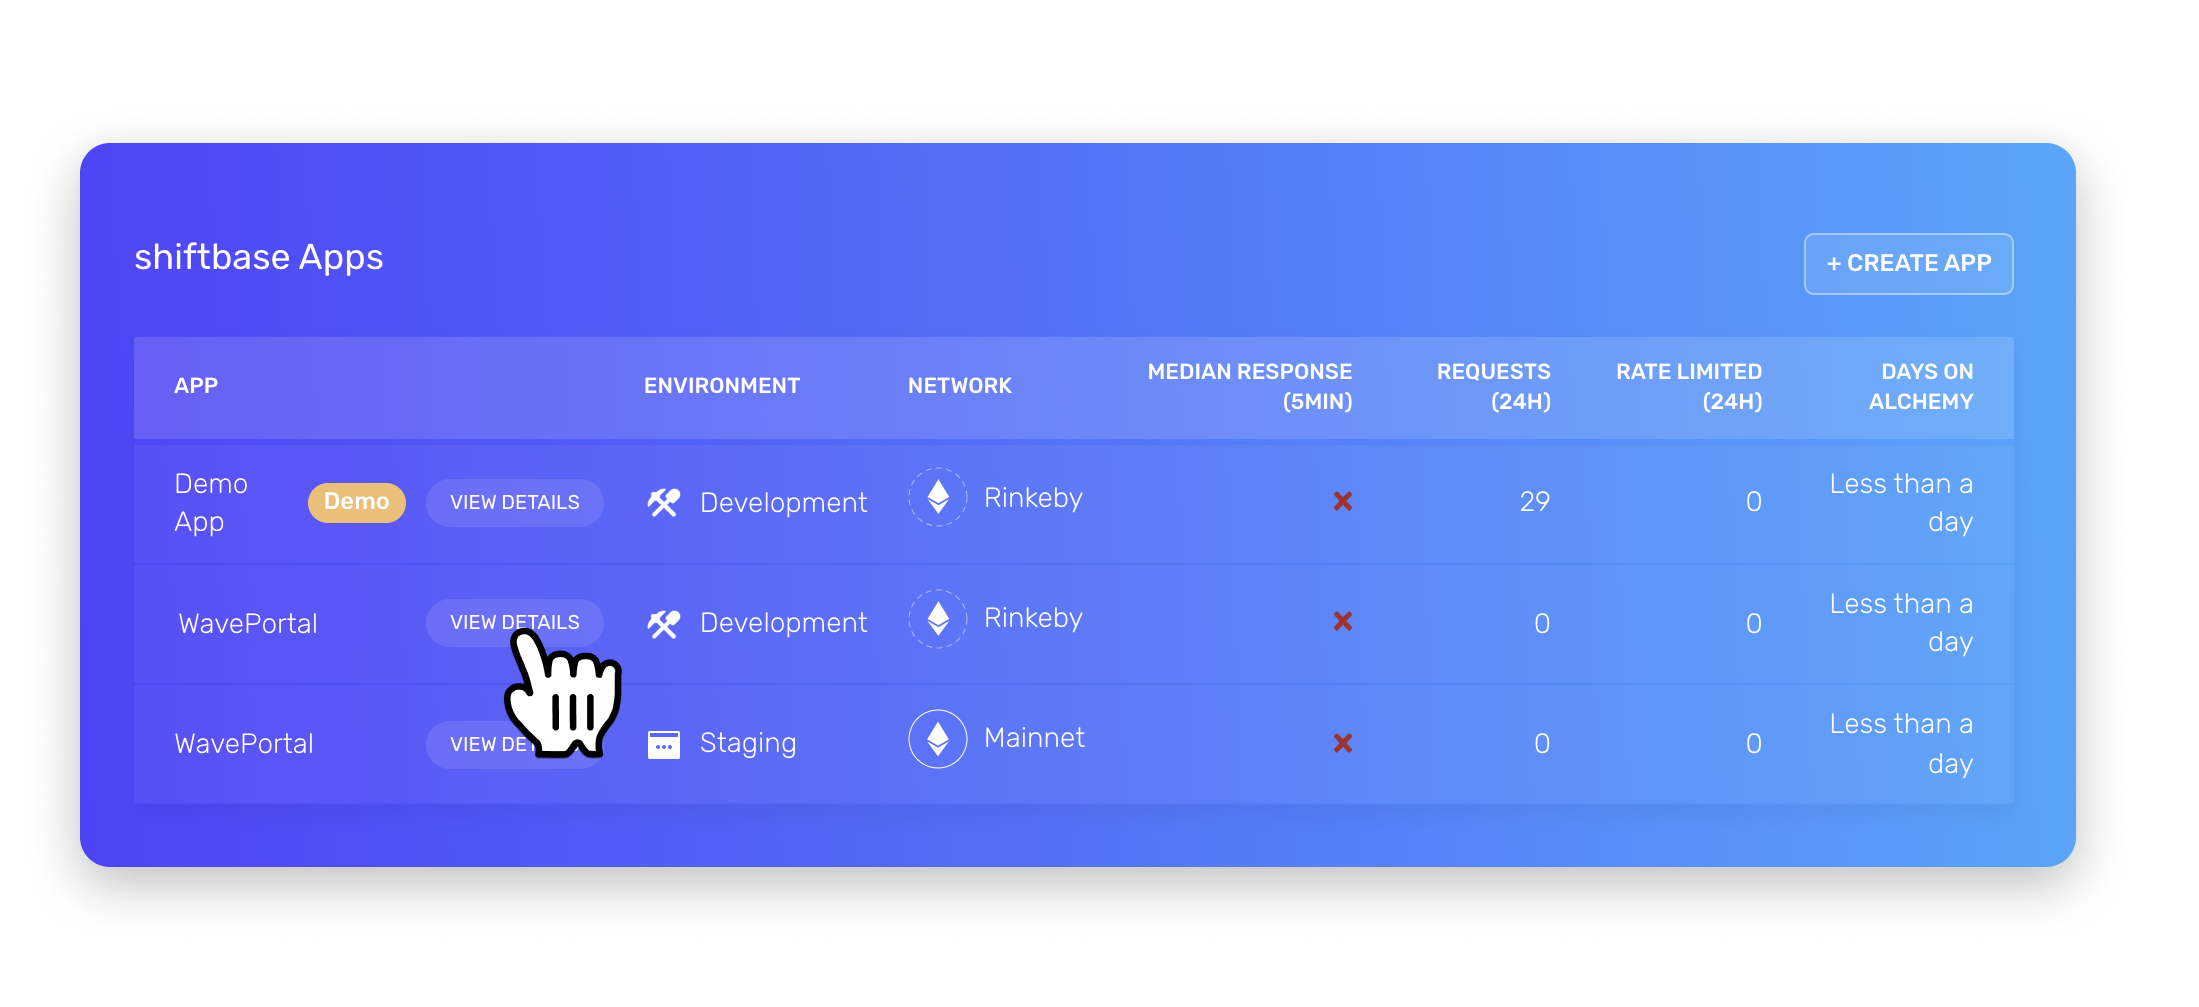 shiftbase Apps
+ CREATE APP
APP ENVIRONMENT NETWORK MEDIAN RESPONSE (5MIN) REQUESTS (24H) RATE LIMITED (24H) DAYS ON ALCHEMY
Demo App Demo VIEW DETAILS Development Rinkeby 29 0 Less than a day
WavePortal VIEW DETAILS Development Rinkeby 0 0 Less than a day
WavePortal VIEW Staging Mainnet 0 0 Less than a day